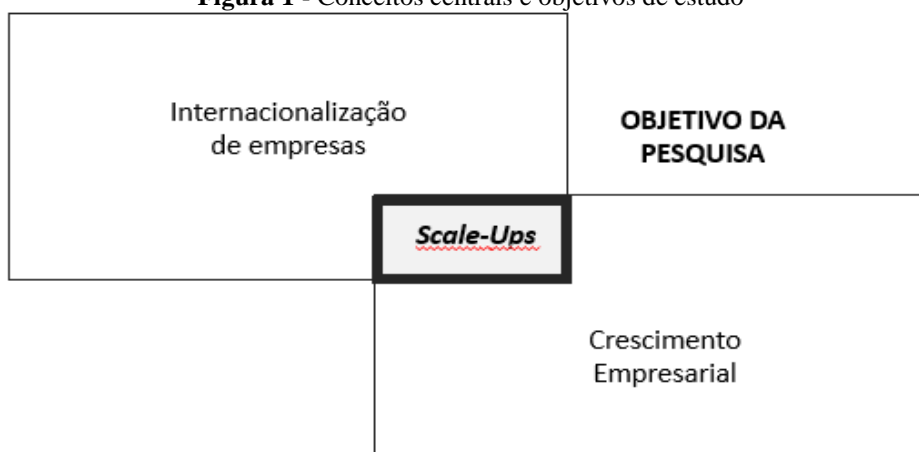 Figura 1 - Conceitos centrais e objetivos de estudo
Internacionalização
de empresas
OBJETIVO DA
PESQUISA
Scale-Ups
Crescimento
Empresarial